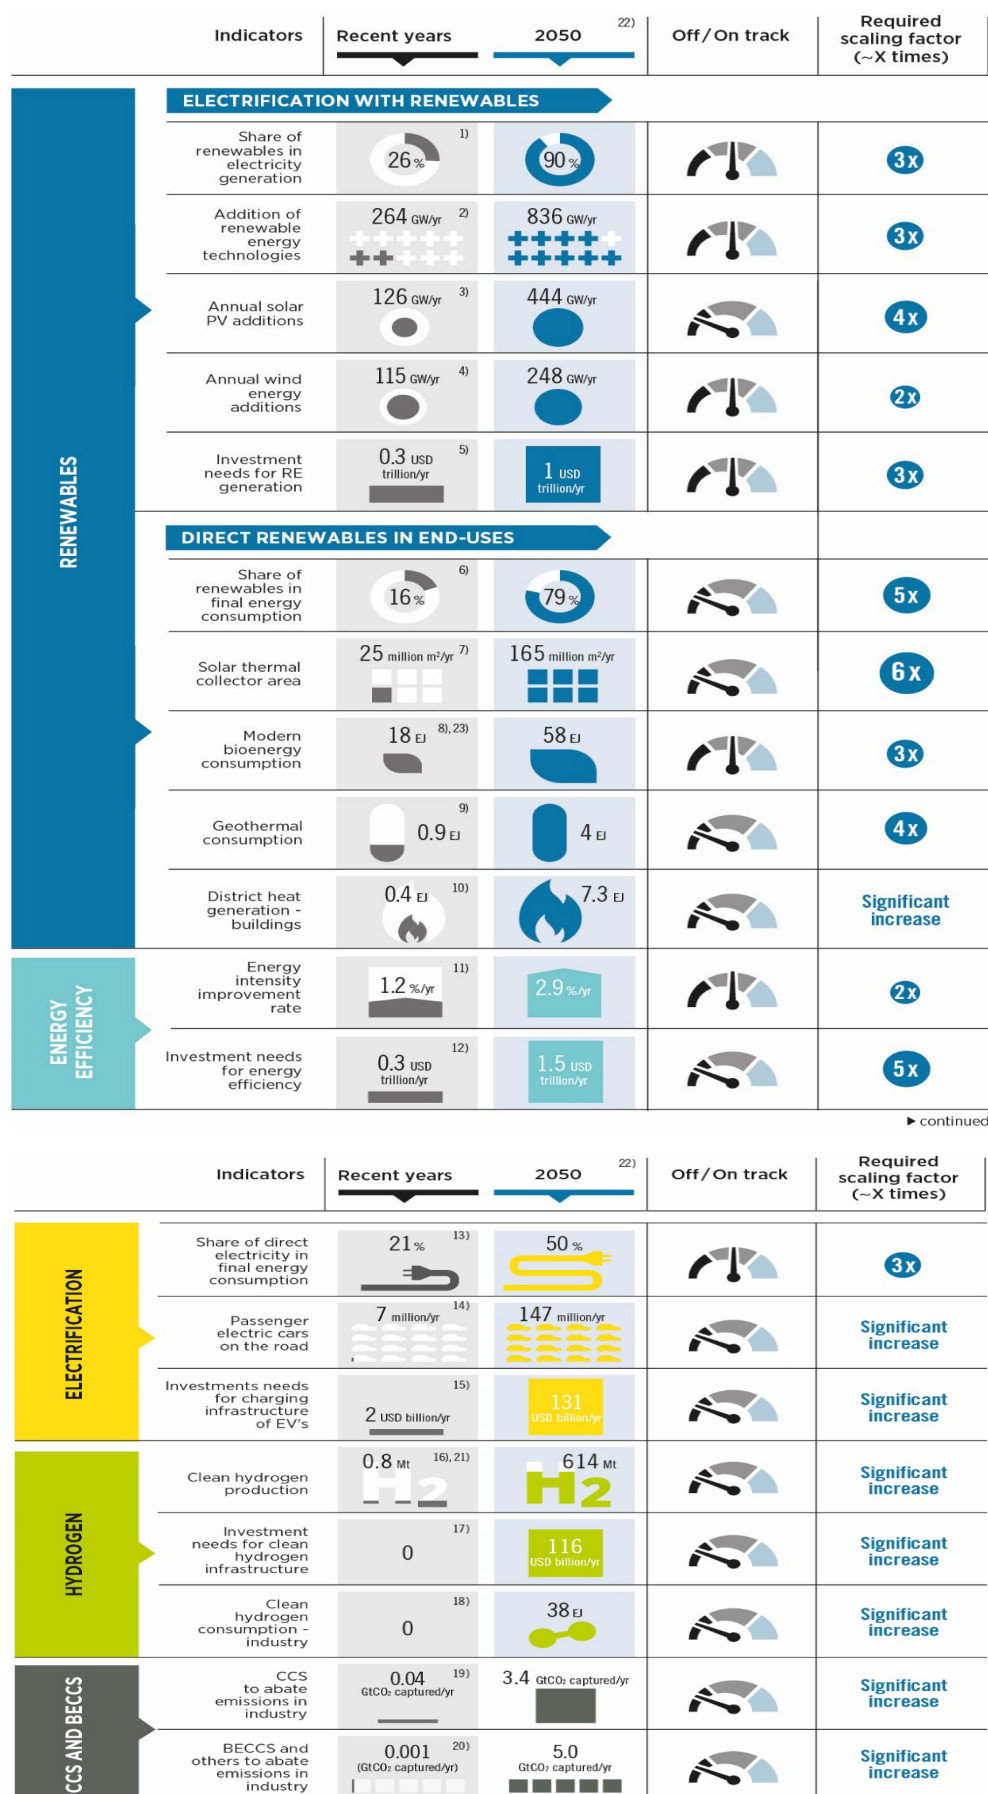 Indicators
Recent years
2050
22)
Off/On track
Required
scaling factor
(~X times)
RENEWABLES
ELECTRIFICATION WITH RENEWABLES
Share of
renewables in
electricity
generation
26 %
1)
90 %
3x
Addition of
renewable
energy
technologies
264 GW/yr
2)
836 GW/yr
3x
Annual solar
PV additions
126 GW/yr
3)
444 GW/yr
4x
Annual wind
energy
additions
115 GW/yr
4)
248 GW/yr
2x
Investment
needs for RE
generation
0.3 USD
trillion/yr
5)
1 USD
trillion/yr
3x
DIRECT RENEWABLES IN END-USES
Share of
renewables in
final energy
consumption
16 %
6)
79 %
5x
Solar thermal
collector area
25 million m²/yr
7)
165 million m²/yr
6x
Modern
bioenergy
consumption
18 EJ
8), 23)
58 EJ
3x
Geothermal
consumption
0.9 EJ
9)
4 EJ
4x
District heat
generation -
buildings
0.4 EJ
10)
7.3 EJ
Significant
increase
ENERGY
EFFICIENCY
Energy
intensity
improvement
rate
1.2 %/yr
11)
2.9 %/yr
2x
Investment needs
for energy
efficiency
0.3 USD
trillion/yr
12)
1.5 USD
trillion/yr
5x
▶ continued
Indicators
Recent years
2050
22)
Off/On track
Required
scaling factor
(~X times)
ELECTRIFICATION
Share of direct
electricity in
final energy
consumption
21 %
13)
50 %
3x
Passenger
electric cars
on the road
7 million/yr
14)
147 million/yr
Significant
increase
Investments needs
for charging
infrastructure
of EV's
2 USD billion/yr
15)
131
USD billion/yr
Significant
increase
HYDROGEN
Clean hydrogen
production
0.8 Mt
16), 21)
H2
614 Mt
H2
Significant
increase
Investment
needs for clean
hydrogen
infrastructure
0
17)
116
USD billion/yr
Significant
increase
Clean
hydrogen
consumption -
industry
0
18)
38 EJ
Significant
increase
CCS AND BECCS
CCS
to abate
emissions in
industry
0.04
GtCO₂ captured/yr
19)
3.4 GtCO₂ captured/yr
Significant
increase
BECCS and
others to abate
emissions in
industry
0.001
(GtCO₂ captured/yr)
20)
5.0
GtCO₂ captured/yr
Significant
increase